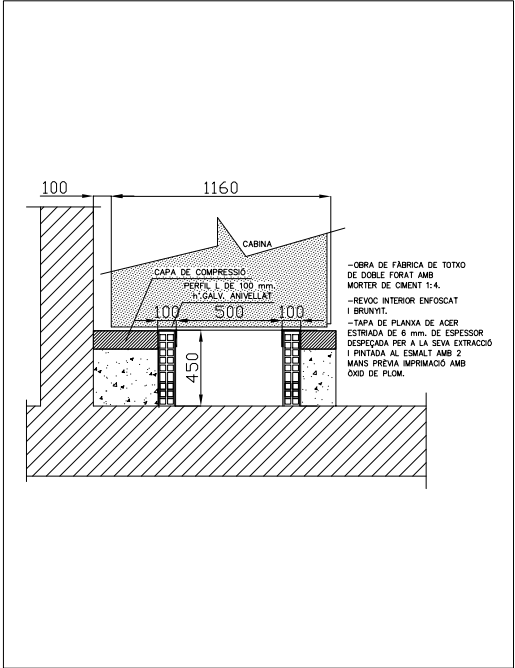 100
1160
CABINA
CAPA DE COMPRESSIÓ
PERFIL L DE 100 mm.
hº.GALV. ANIVELLAT
100
500
100
450
-OBRA DE FÀBRICA DE TOTXO
DE DOBLE FORAT AMB
MORTER DE CIMENT 1:4.
-REVOC INTERIOR ENFOSCAT
I BRUNYIT.
-TAPA DE PLANXA DE ACER
ESTRIADA DE 6 mm. DE ESPESSOR
DESPEÇADA PER A LA SEVA EXTRACCIÓ
I PINTADA AL ESMALT AMB 2
MANS PRÈVIA IMPRIMACIÓ AMB
ÒXID DE PLOM.